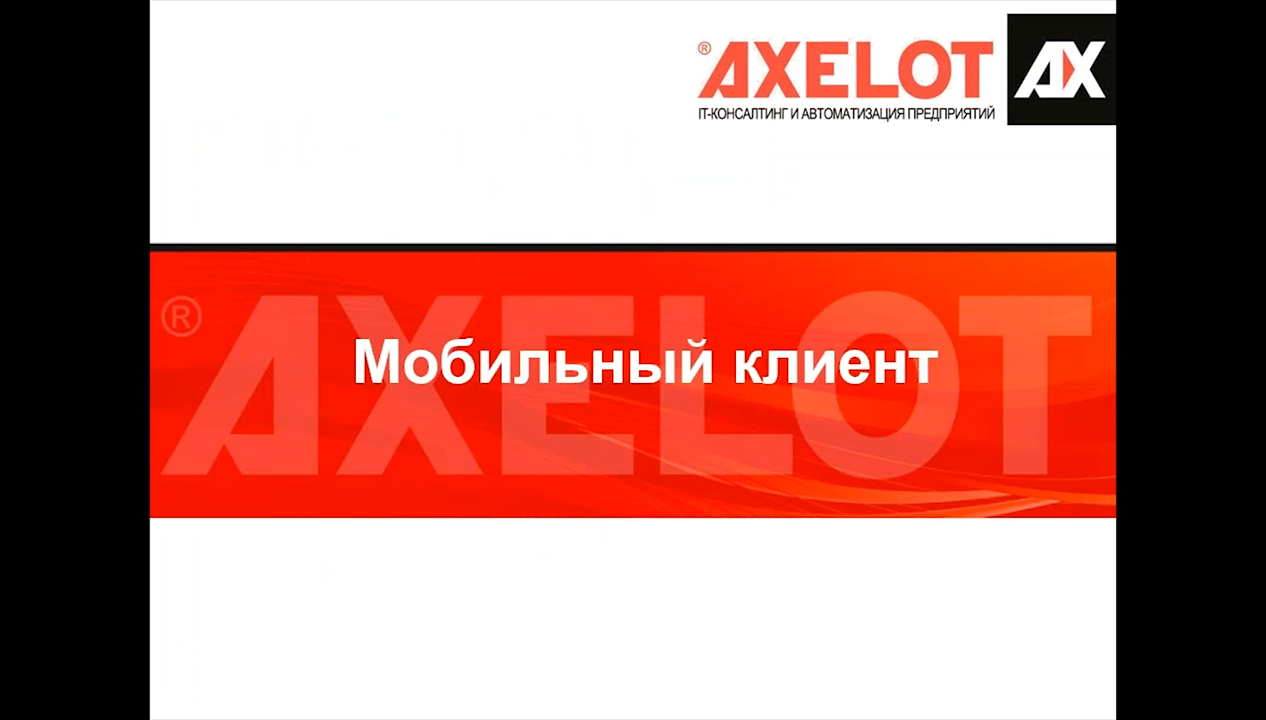 ® AXELOT AX
IT-КОНСАЛТИНГ И АВТОМАТИЗАЦИЯ ПРЕДПРИЯТИЙ
® AXELOT
Мобильный клиент